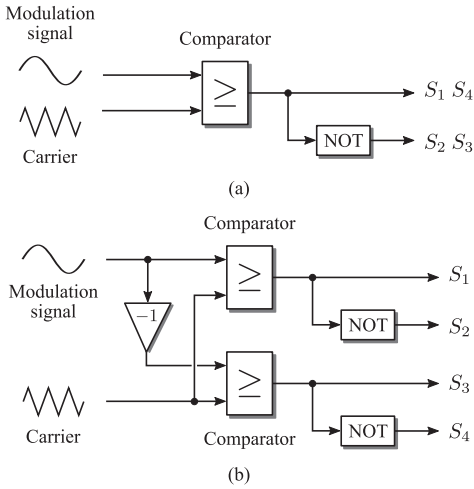 Modulation
signal
Comparator
≥
S1 S4
NOT
S2 S3
Carrier
(a)
Comparator
≥
S1
Modulation
signal
−1
NOT
S2
≥
S3
Carrier
Comparator
NOT
S4
(b)